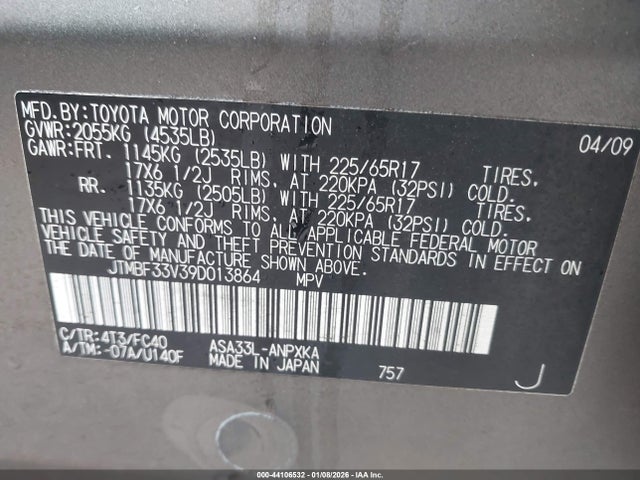 MFD.BY:TOYOTA MOTOR CORPORATION 04/09
GVWR:2055KG (4535LB)
GAWR:FRT. 1145KG (2535LB) WITH 225/65R17 TIRES,
17X6 1/2J RIMS, AT 220KPA (32PSI) COLD.
RR. 1135KG (2505LB) WITH 225/65R17 TIRES,
17X6 1/2J RIMS, AT 220KPA (32PSI) COLD.
THIS VEHICLE CONFORMS TO ALL APPLICABLE FEDERAL MOTOR
VEHICLE SAFETY AND THEFT PREVENTION STANDARDS IN EFFECT ON
THE DATE OF MANUFACTURE SHOWN ABOVE.
JTMBF33V39D013864 MPV
C/TR:4T3/FC40 ASA33L-ANPXKA
A/TM:-07A/U140F MADE IN JAPAN 757 J
000-44106532 - 01/08/2026 - IAA Inc.